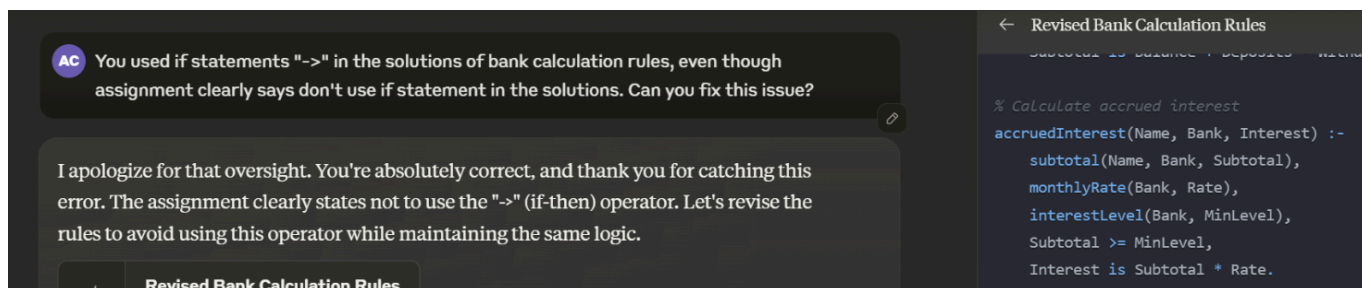 AC You used if statements "->" in the solutions of bank calculation rules, even though
assignment clearly says don't use if statement in the solutions. Can you fix this issue?
I apologize for that oversight. You're absolutely correct, and thank you for catching this
error. The assignment clearly states not to use the "->" (if-then) operator. Let's revise the
rules to avoid using this operator while maintaining the same logic.
Revised Bank Calculation Rules
← Revised Bank Calculation Rules
Subtotal is Balance + Deposits
% Calculate accrued interest
accruedInterest(Name, Bank, Interest) :-
subtotal(Name, Bank, Subtotal),
monthlyRate(Bank, Rate),
interestLevel(Bank, MinLevel),
Subtotal >= MinLevel,
Interest is Subtotal * Rate.